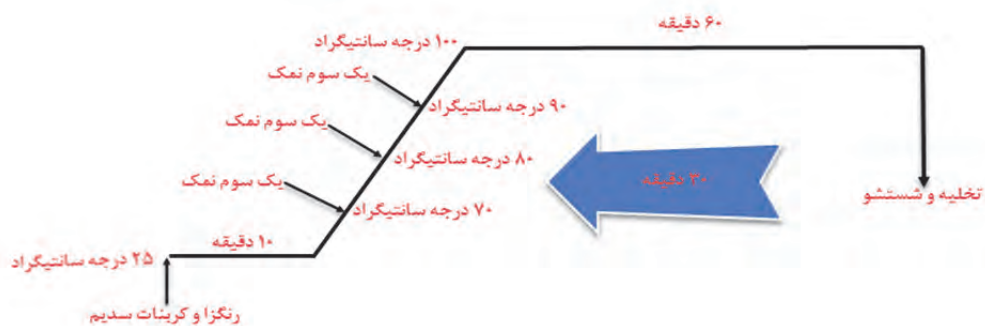 ۶۰ دقیقه
۱۰۰ درجه سانتیگراد
یک سوم نمک
۹۰ درجه سانتیگراد
یک سوم نمک
۸۰ درجه سانتیگراد
۳۰ دقیقه
یک سوم نمک
۷۰ درجه سانتیگراد
تخلیه و شستشو
۱۰ دقیقه
۲۵ درجه سانتیگراد
رنگزا و کربنات سدیم